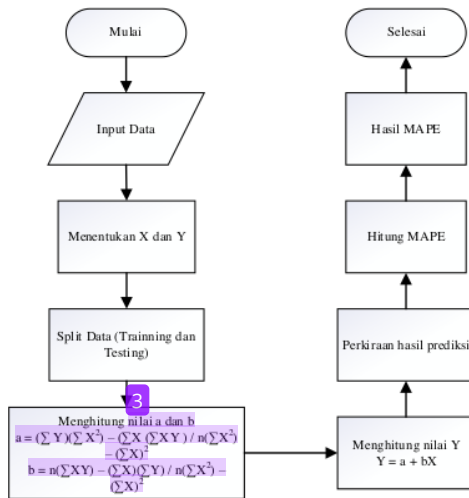 Mulai
Input Data
Menentukan X dan Y
Split Data (Trainning dan
Testing)
3
Menghitung nilai a dan b
a = (∑ Y)(∑ X²) – (∑X (∑XY ) / n(∑X²)
– (∑X)²
b = n(∑XY) – (∑X)(∑Y) / n(∑X²) –
(∑X)²
Menghitung nilai Y
Y = a + bX
Perkiraan hasil prediksi
Hitung MAPE
Hasil MAPE
Selesai